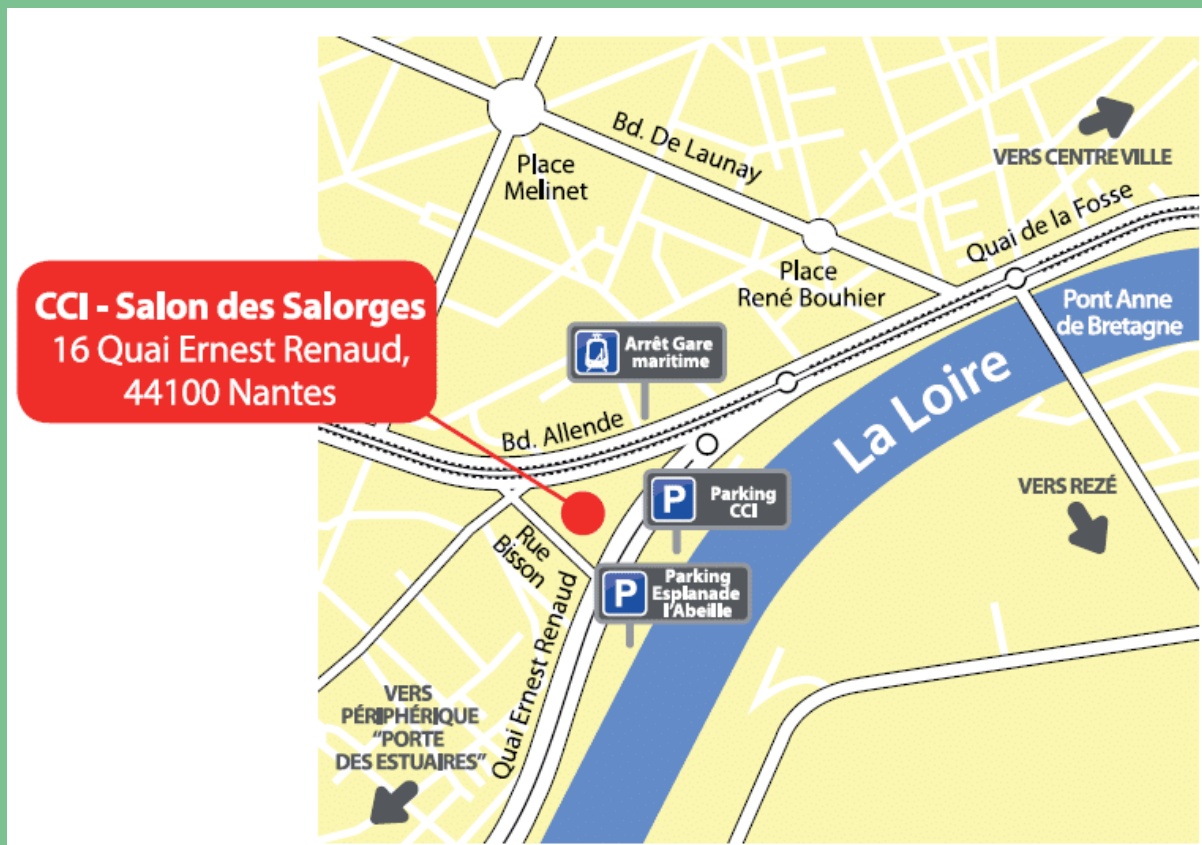 Place
Melinet
Bd. De Launay
VERS CENTRE VILLE
Quai de la Fosse
Place
René Bouhier
Pont Anne
de Bretagne
CCI - Salon des Salorges
16 Quai Ernest Renaud,
44100 Nantes
Arrêt Gare
maritime
La Loire
Bd. Allende
P
Parking
CCI
VERS REZÉ
Rue
Bisson
P
Parking
Esplanade
l'Abeille
Quai Ernest Renaud
VERS
PÉRIPHÉRIQUE
"PORTE
DES ESTUAIRES"